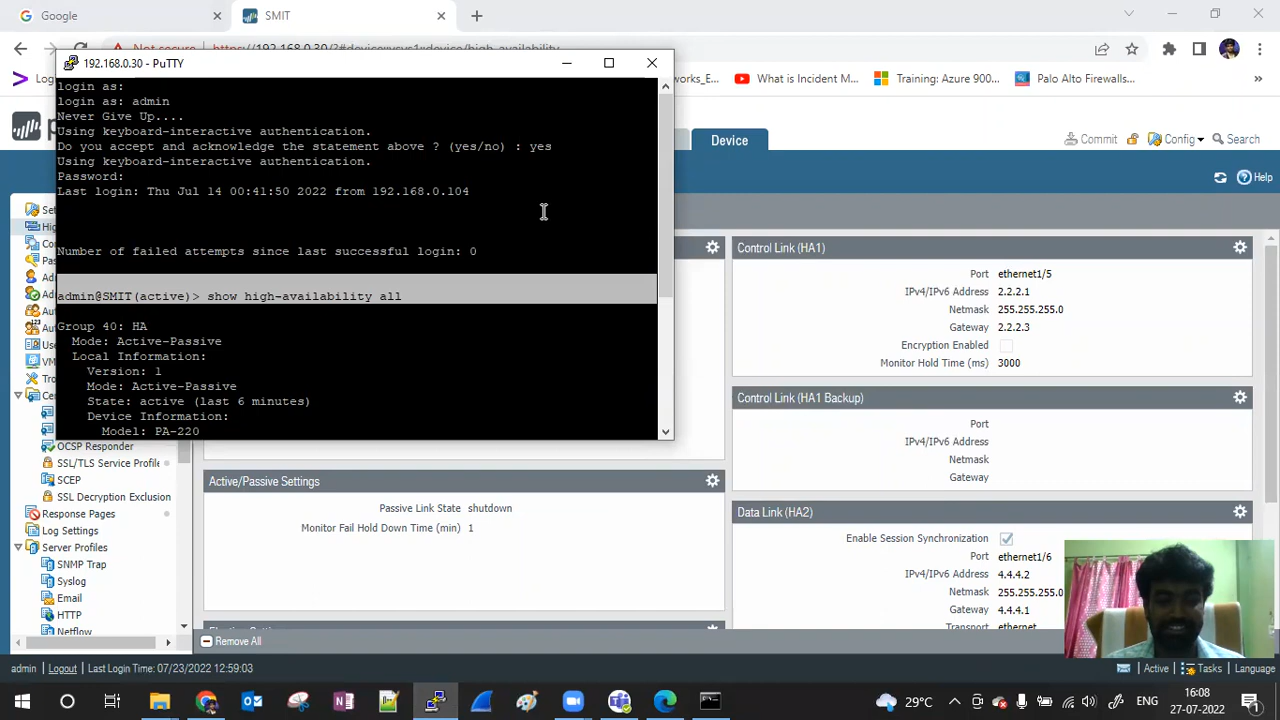 Google
SMIT
Not secure
https://192.168.0.30/?#device::vsys1::device/high-availability
What is Incident M...
Training: Azure 900...
Palo Alto Firewalls
192.168.0.30 - PuTTY
login as:
login as: admin
Never Give Up....
Using keyboard-interactive authentication.
Do you accept and acknowledge the statement above ? (yes/no) : yes
Using keyboard-interactive authentication.
Password:
Last login: Thu Jul 14 00:41:50 2022 from 192.168.0.104
Number of failed attempts since last successful login: 0
admin@SMIT(active)> show high-availability all
Group 40: HA
Mode: Active-Passive
Local Information:
Version: 1
Mode: Active-Passive
State: active (last 6 minutes)
Device Information:
Model: PA-220
Device
Commit
Config
Search
Help
OCSP Responder
SSL/TLS Service Profile
SCEP
SSL Decryption Exclusion
Response Pages
Log Settings
Server Profiles
SNMP Trap
Syslog
Email
HTTP
Netflow
Active/Passive Settings
Passive Link State shutdown
Monitor Fail Hold Down Time (min) 1
Control Link (HA1)
Port ethernet1/5
IPv4/IPv6 Address 2.2.2.1
Netmask 255.255.255.0
Gateway 2.2.2.3
Encryption Enabled
Monitor Hold Time (ms) 3000
Control Link (HA1 Backup)
Port
IPv4/IPv6 Address
Netmask
Gateway
Data Link (HA2)
Enable Session Synchronization
Port ethernet1/6
IPv4/IPv6 Address 4.4.4.2
Netmask 255.255.255.0
Gateway 4.4.4.1
Transport ethernet
Remove All
admin
Logout
Last Login Time: 07/23/2022 12:59:03
Active
Tasks
Language
29°C
ENG
16:08
27-07-2022